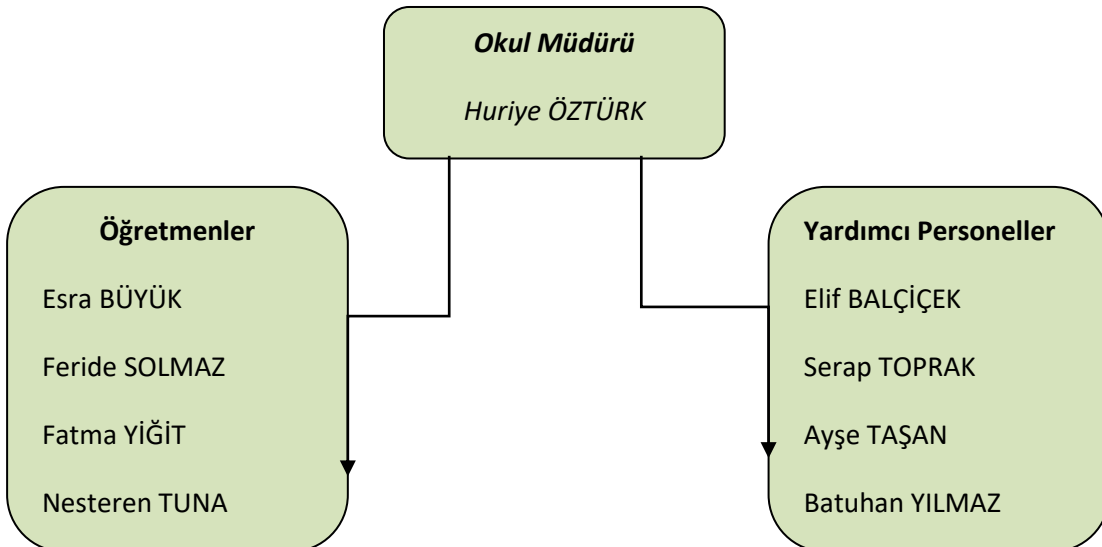 Okul Müdürü
Huriye ÖZTÜRK
Öğretmenler
Esra BÜYÜK
Feride SOLMAZ
Fatma YİĞİT
Nesteren TUNA
Yardımcı Personeller
Elif BALÇİÇEK
Serap TOPRAK
Ayşe TAŞAN
Batuhan YILMAZ